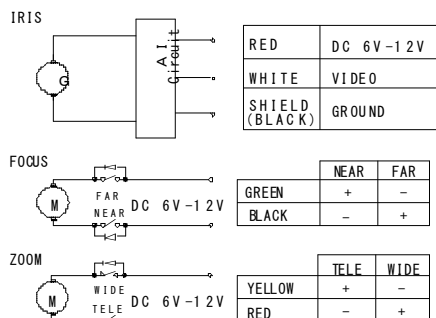 IRIS
G
AI
Circuit
RED DC 6V-12V
WHITE VIDEO
SHIELD
(BLACK) GROUND
FOCUS
M
FAR
NEAR
DC 6V-12V
NEAR FAR
GREEN + -
BLACK - +
ZOOM
M
WIDE
TELE
DC 6V-12V
TELE WIDE
YELLOW + -
RED - +